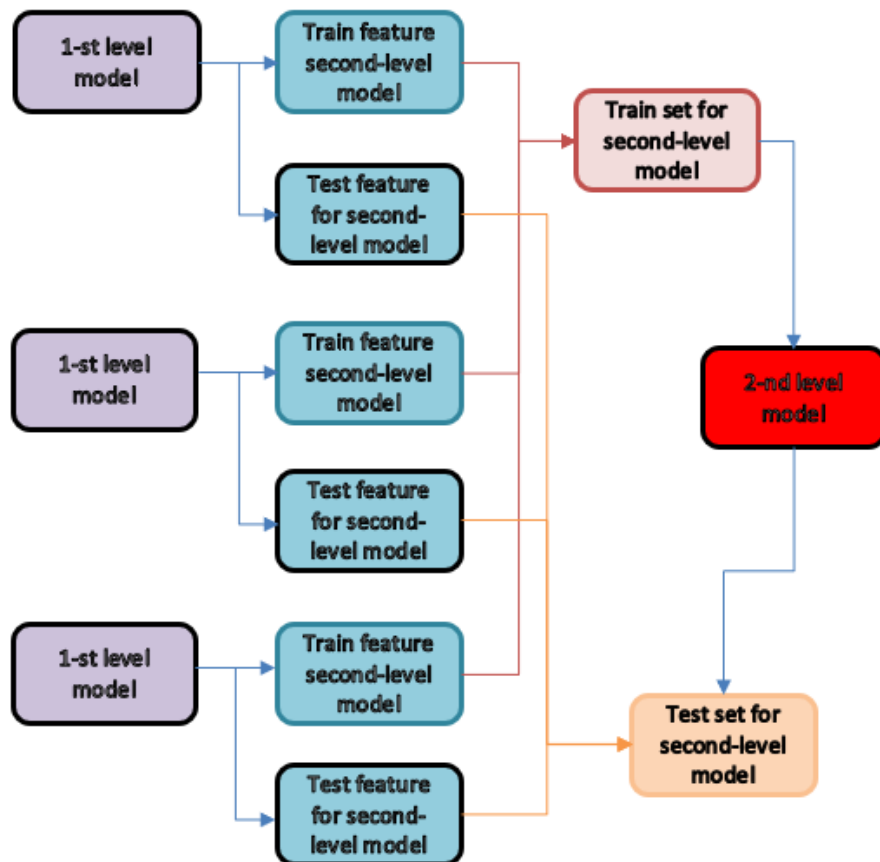 1-st level
model
Train feature
second-level
model
Test feature
for second-
level model
1-st level
model
Train feature
second-level
model
Test feature
for second-
level model
1-st level
model
Train feature
second-level
model
Test feature
for second-
level model
Train set for
second-level
model
2-nd level
model
Test set for
second-level
model